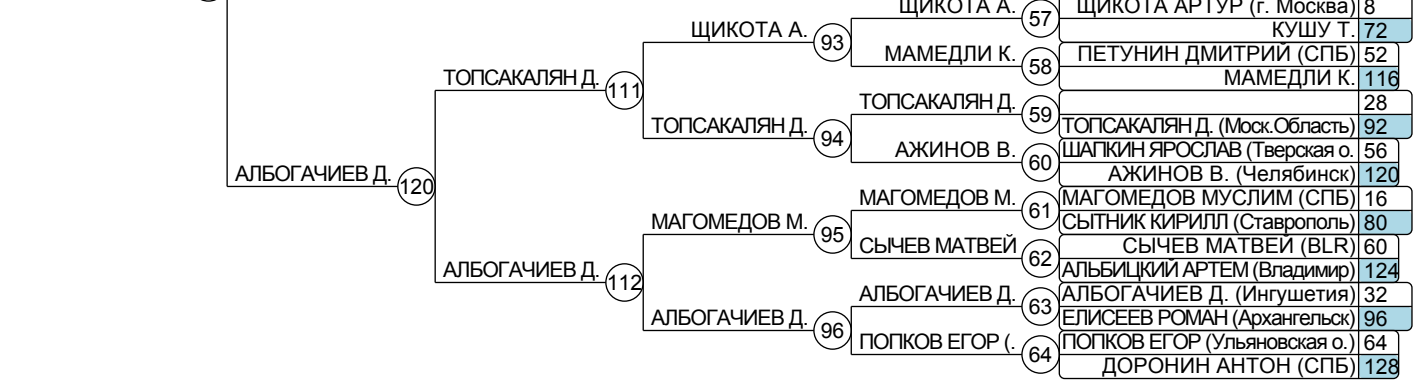 ЩИКОТА А. 57 ЩИКОТА АРТУР (г. Москва) 8
КУШУ Т. 72
ЩИКОТА А. 93
МАМЕДЛИ К. 58 ПЕТУНИН ДМИТРИЙ (СПБ) 52
МАМЕДЛИ К. 116
ТОПСАКАЛЯН Д. 111
ТОПСАКАЛЯН Д. 59 28
ТОПСАКАЛЯН Д. (Моск.Область) 92
ТОПСАКАЛЯН Д. 94
АЖИНОВ В. 60 ШАПКИН ЯРОСЛАВ (Тверская о. 56
АЖИНОВ В. (Челябинск) 120
АЛБОГАЧИЕВ Д. 120
МАГОМЕДОВ М. 61 МАГОМЕДОВ МУСЛИМ (СПБ) 16
СЫТНИК КИРИЛЛ (Ставрополь) 80
МАГОМЕДОВ М. 95
СЫЧЕВ МАТВЕЙ 62 СЫЧЕВ МАТВЕЙ (BLR) 60
АЛЬБИЦКИЙ АРТЕМ (Владимир) 124
АЛБОГАЧИЕВ Д. 112
АЛБОГАЧИЕВ Д. 63 АЛБОГАЧИЕВ Д. (Ингушетия) 32
ЕЛИСЕЕВ РОМАН (Архангельск) 96
АЛБОГАЧИЕВ Д. 96
ПОПКОВ ЕГОР (. 64 ПОПКОВ ЕГОР (Ульяновская о.) 64
ДОРОНИН АНТОН (СПБ) 128